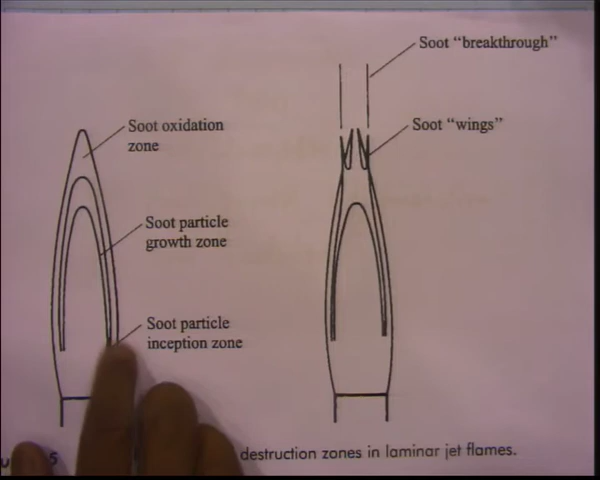 Soot "breakthrough"
Soot oxidation
zone
Soot "wings"
Soot particle
growth zone
Soot particle
inception zone
5
destruction zones in laminar jet flames.